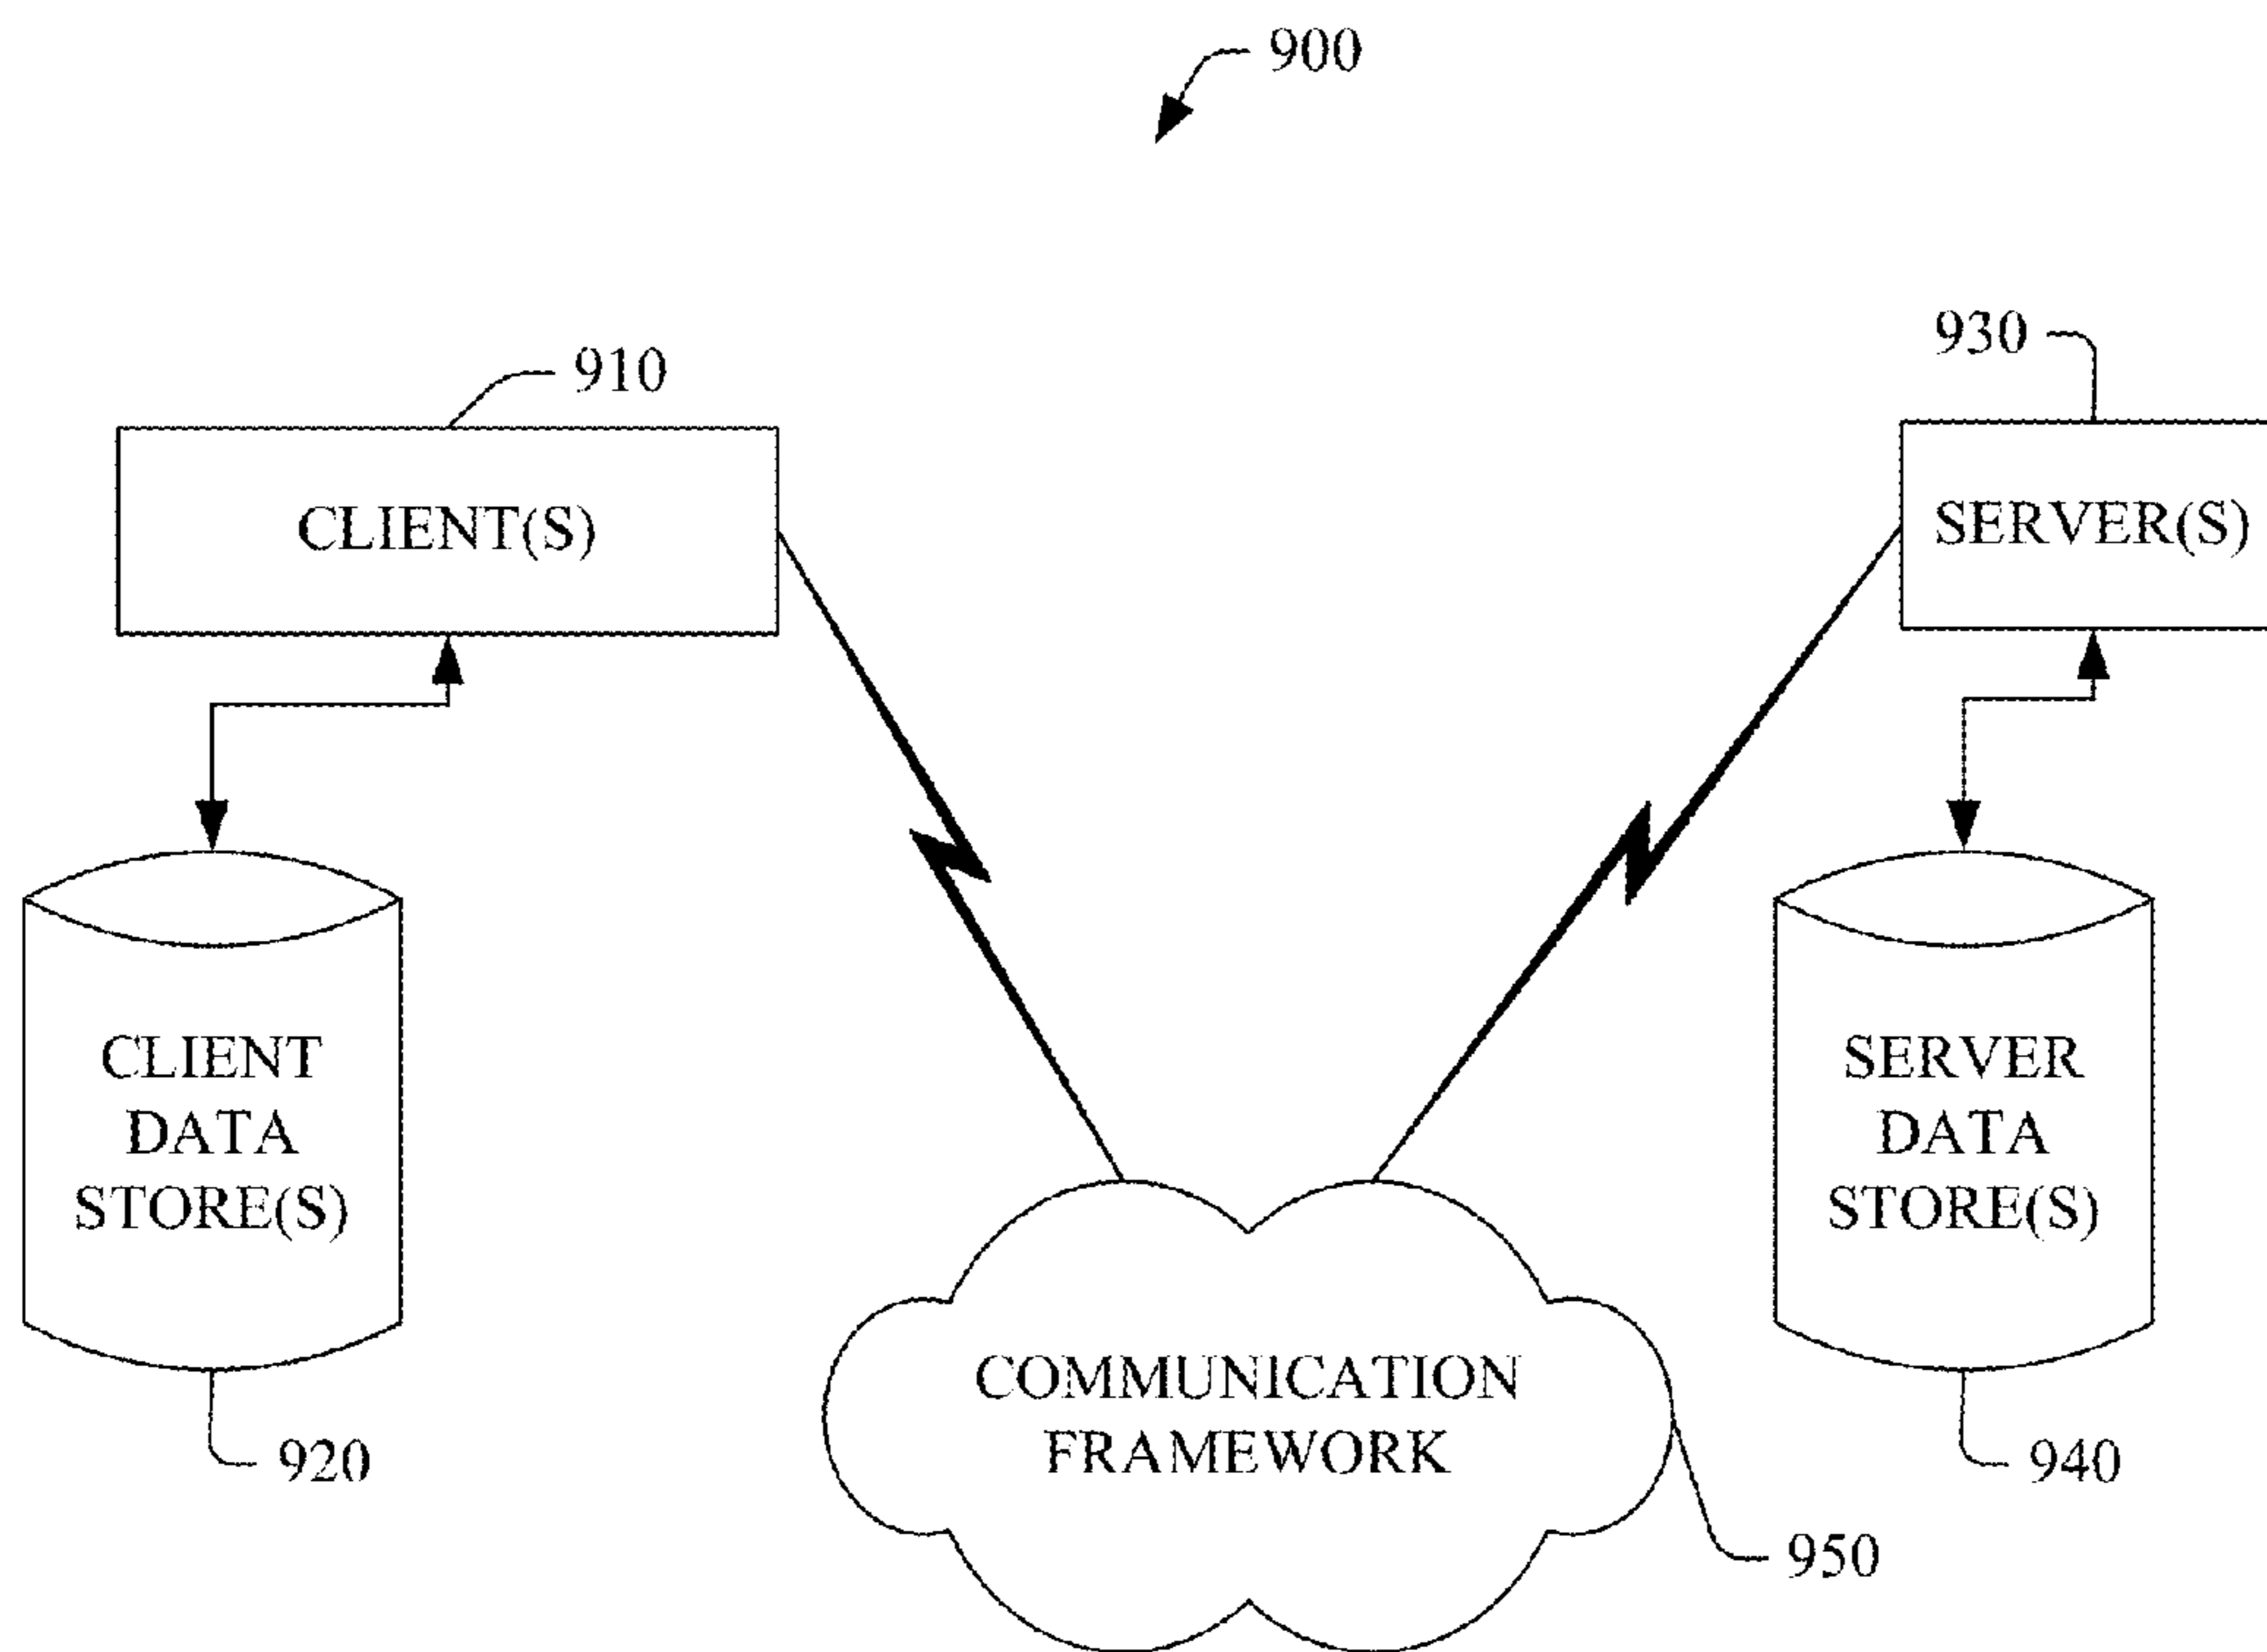 900
910
930
CLIENT(S)
SERVER(S)
CLIENT
DATA
STORE(S)
SERVER
DATA
STORE(S)
COMMUNICATION
FRAMEWORK
920
940
950